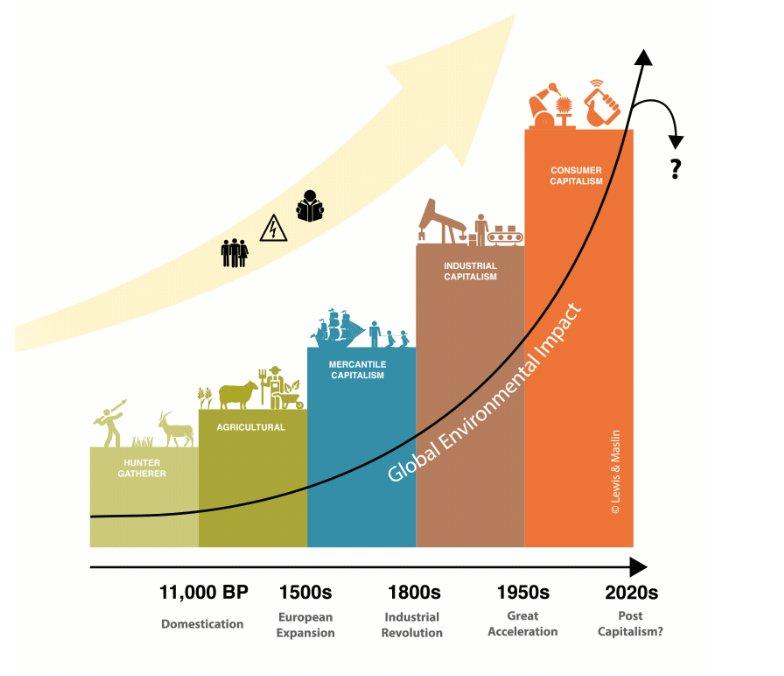 CONSUMER
CAPITALISM
?
INDUSTRIAL
CAPITALISM
MERCANTILE
CAPITALISM
AGRICULTURAL
HUNTER
GATHERER
Global Environmental Impact
© Lewis & Maslin
11,000 BP
Domestication
1500s
European
Expansion
1800s
Industrial
Revolution
1950s
Great
Acceleration
2020s
Post
Capitalism?